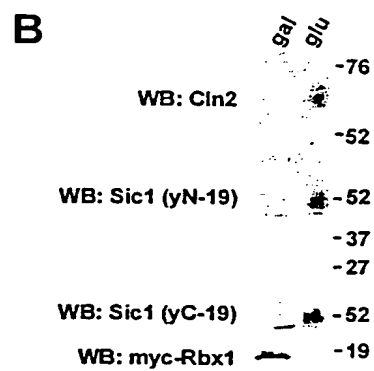 B
gal glu
-76
WB: Cln2
-52
WB: Sic1 (yN-19) -52
-37
-27
WB: Sic1 (yC-19) -52
WB: myc-Rbx1 -19